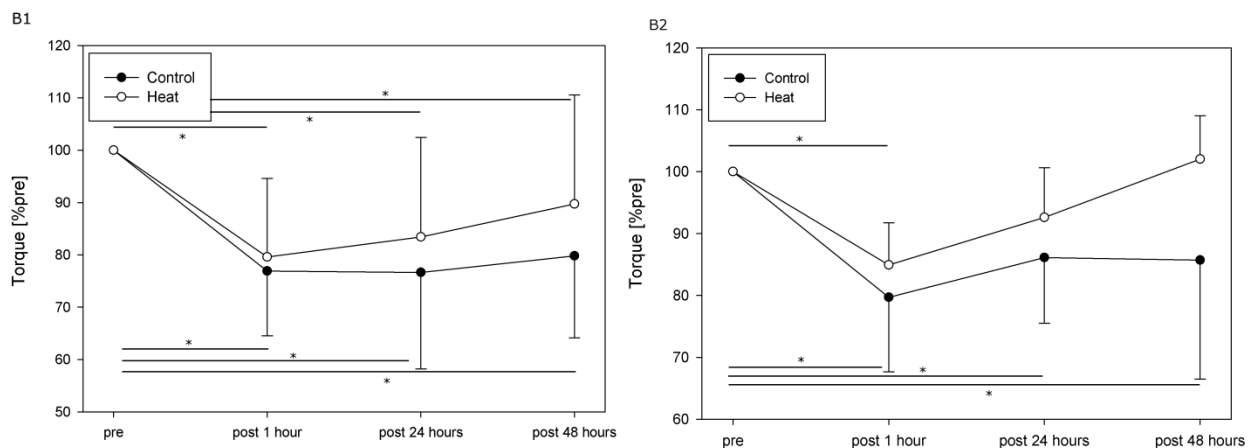 B1
120
110
100
90
80
70
60
50
Torque [%pre]
Control
Heat
*
*
*
*
*
*
pre
post 1 hour
post 24 hours
post 48 hours
B2
120
110
100
90
80
70
60
Torque [%pre]
Control
Heat
*
*
*
*
pre
post 1 hour
post 24 hours
post 48 hours